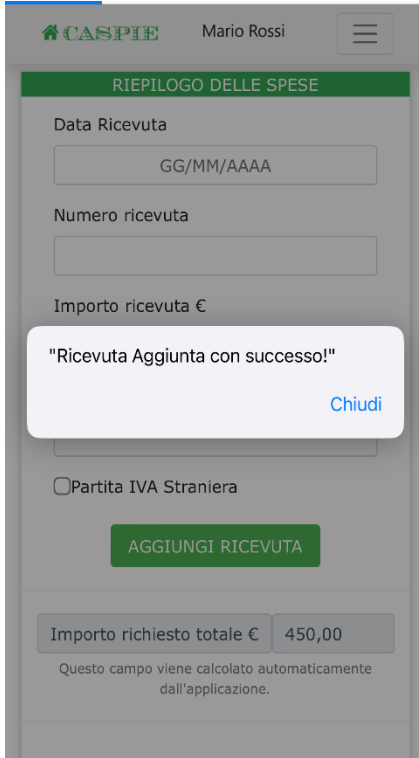 CASPIE
Mario Rossi
RIEPILOGO DELLE SPESE
Data Ricevuta
GG/MM/AAAA
Numero ricevuta
Importo ricevuta €
"Ricevuta Aggiunta con successo!"
Chiudi
Partita IVA Straniera
AGGIUNGI RICEVUTA
Importo richiesto totale € 450,00
Questo campo viene calcolato automaticamente
dall'applicazione.